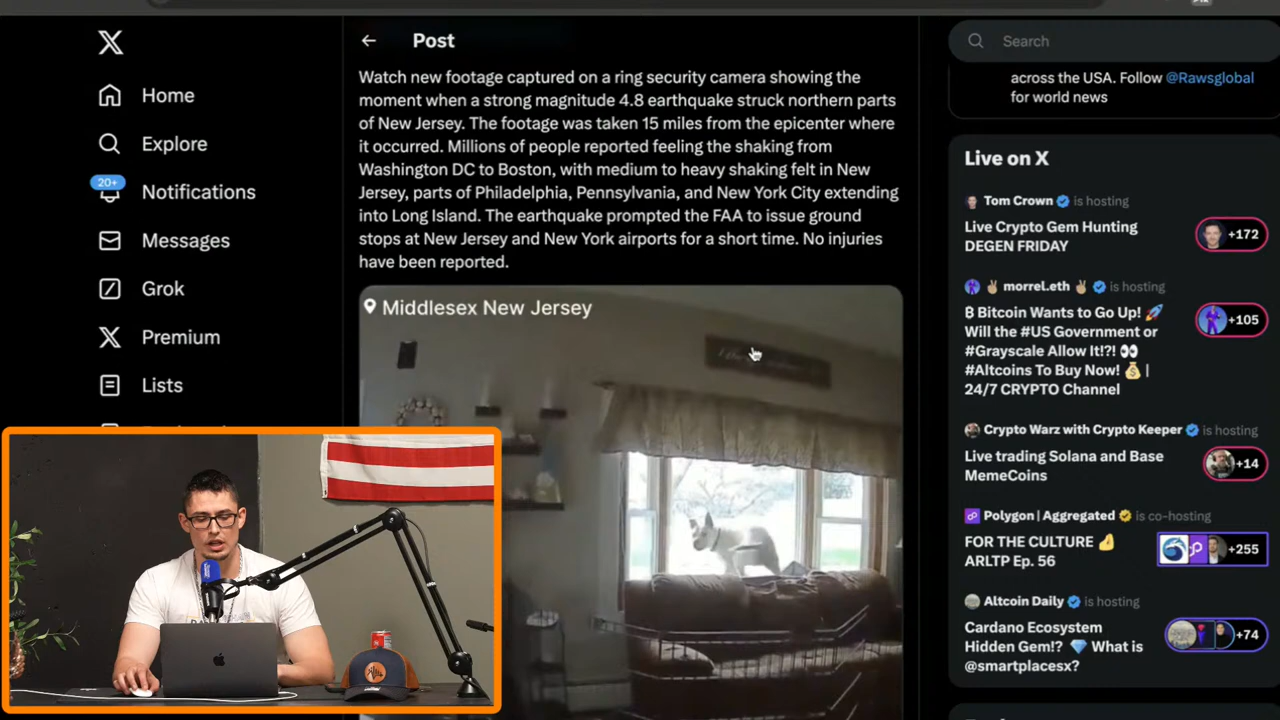 Post
Search
Home
Explore
20+
Notifications
Messages
Grok
Premium
Lists
Watch new footage captured on a ring security camera showing the
moment when a strong magnitude 4.8 earthquake struck northern parts
of New Jersey. The footage was taken 15 miles from the epicenter where
it occurred. Millions of people reported feeling the shaking from
Washington DC to Boston, with medium to heavy shaking felt in New
Jersey, parts of Philadelphia, Pennsylvania, and New York City extending
into Long Island. The earthquake prompted the FAA to issue ground
stops at New Jersey and New York airports for a short time. No injuries
have been reported.
Middlesex New Jersey
across the USA. Follow @Rawsglobal
for world news
Live on X
Tom Crown is hosting
Live Crypto Gem Hunting
DEGEN FRIDAY
+172
morrel.eth is hosting
₿ Bitcoin Wants to Go Up! 🚀
Will the #US Government or
#Grayscale Allow It!?! 👀
#Altcoins To Buy Now! 💰 |
24/7 CRYPTO Channel
+105
Crypto Warz with Crypto Keeper is hosting
Live trading Solana and Base
MemeCoins
+14
Polygon | Aggregated is co-hosting
FOR THE CULTURE
ARLTP Ep. 56
+255
Altcoin Daily is hosting
Cardano Ecosystem
Hidden Gem!? 💎 What is
@smartplacesx?
+74